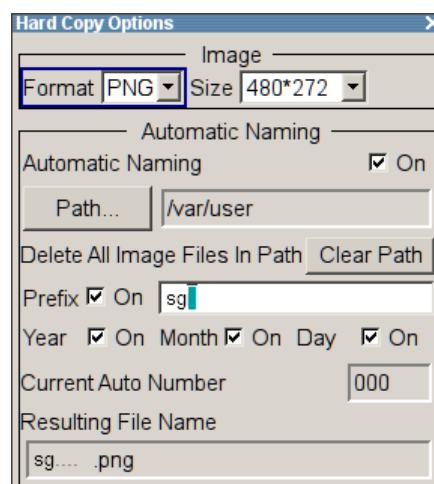 Hard Copy Options
Image
Format PNG Size 480*272
Automatic Naming
Automatic Naming On
Path... /var/user
Delete All Image Files In Path Clear Path
Prefix On sg
Year On Month On Day On
Current Auto Number 000
Resulting File Name
sg.... .png